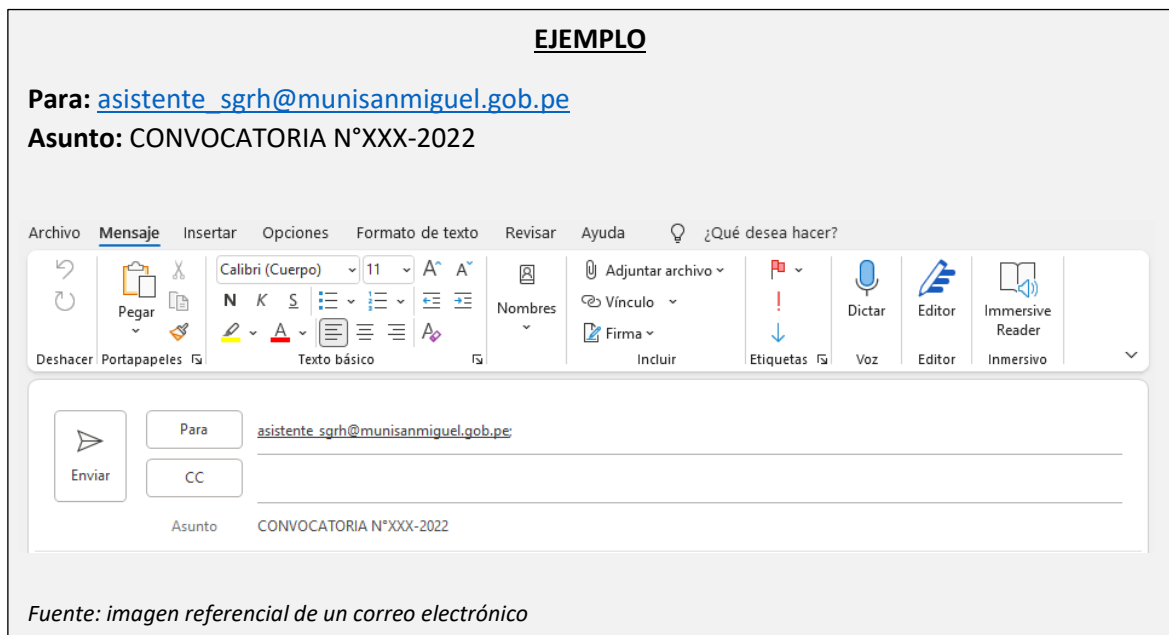 EJEMPLO
Para: asistente_sgrh@munisanmiguel.gob.pe
Asunto: CONVOCATORIA N°XXX-2022
Archivo Mensaje Insertar Opciones Formato de texto Revisar Ayuda ¿Qué desea hacer?
Calibri (Cuerpo) 11 A A Adjuntar archivo
N K S Vínculo
Pegar Nombres Dictar Editor Immersive
A A Firma Reader
Deshacer Portapapeles Texto básico Incluir Etiquetas Voz Editor Inmersivo
Para asistente_sgrh@munisanmiguel.gob.pe;
Enviar CC
Asunto CONVOCATORIA N°XXX-2022
Fuente: imagen referencial de un correo electrónico